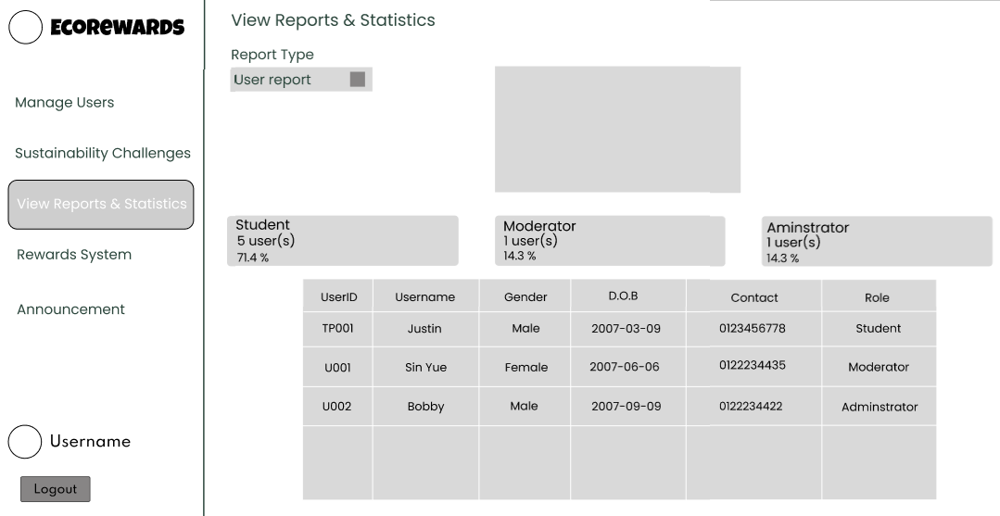 EcoRewards
Manage Users
Sustainability Challenges
View Reports & Statistics
Rewards System
Announcement
Username
Logout
View Reports & Statistics
Report Type
User report
Student
5 user(s)
71.4 %
Moderator
1 user(s)
14.3 %
Aminstrator
1 user(s)
14.3 %
UserID Username Gender D.O.B Contact Role
TP001 Justin Male 2007-03-09 0123456778 Student
U001 Sin Yue Female 2007-06-06 0122234435 Moderator
U002 Bobby Male 2007-09-09 0122234422 Adminstrator